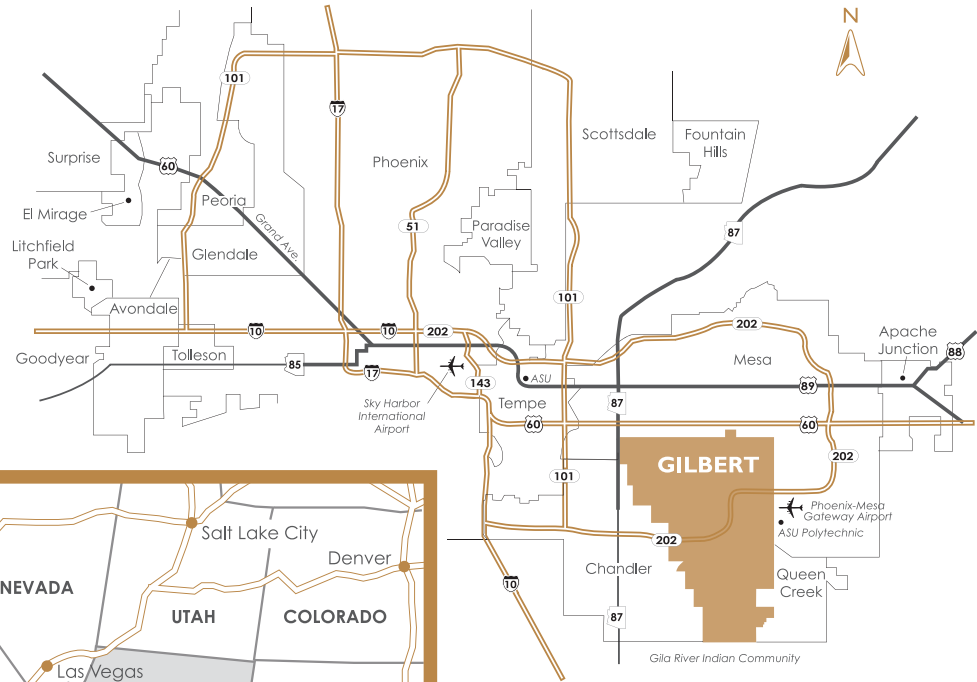 N
101
17
Scottsdale
Fountain
Hills
Surprise
60
Phoenix
El Mirage
Peoria
51
Paradise
Valley
87
Grand Ave.
Litchfield
Park
Glendale
Avondale
101
10
10
202
202
Apache
Junction
Goodyear
Tolleson
85
17
Mesa
88
Sky Harbor
International
Airport
143
ASU
Tempe
89
87
60
60
GILBERT
202
101
Phoenix-Mesa
Gateway Airport
ASU Polytechnic
202
Chandler
Queen
Creek
10
87
Gila River Indian Community
Salt Lake City
Denver
NEVADA
UTAH
COLORADO
Las Vegas